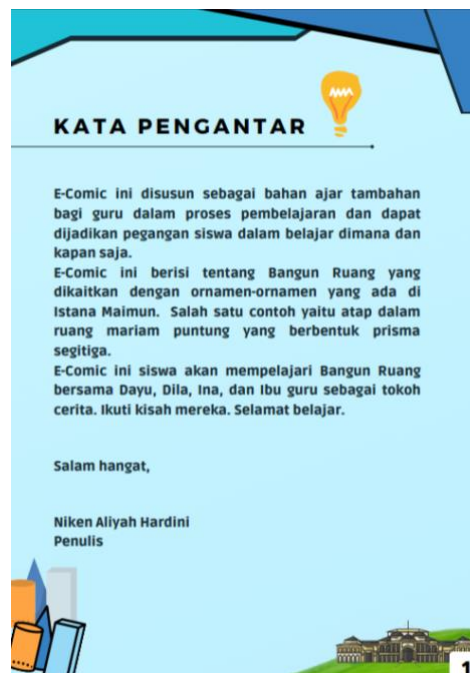 KATA PENGANTAR
E-Comic ini disusun sebagai bahan ajar tambahan
bagi guru dalam proses pembelajaran dan dapat
dijadikan pegangan siswa dalam belajar dimana dan
kapan saja.
E-Comic ini berisi tentang Bangun Ruang yang
dikaitkan dengan ornamen-ornamen yang ada di
Istana Maimun. Salah satu contoh yaitu atap dalam
ruang mariam puntung yang berbentuk prisma
segitiga.
E-Comic ini siswa akan mempelajari Bangun Ruang
bersama Dayu, Dila, Ina, dan Ibu guru sebagai tokoh
cerita. Ikuti kisah mereka. Selamat belajar.
Salam hangat,
Niken Aliyah Hardini
Penulis
1